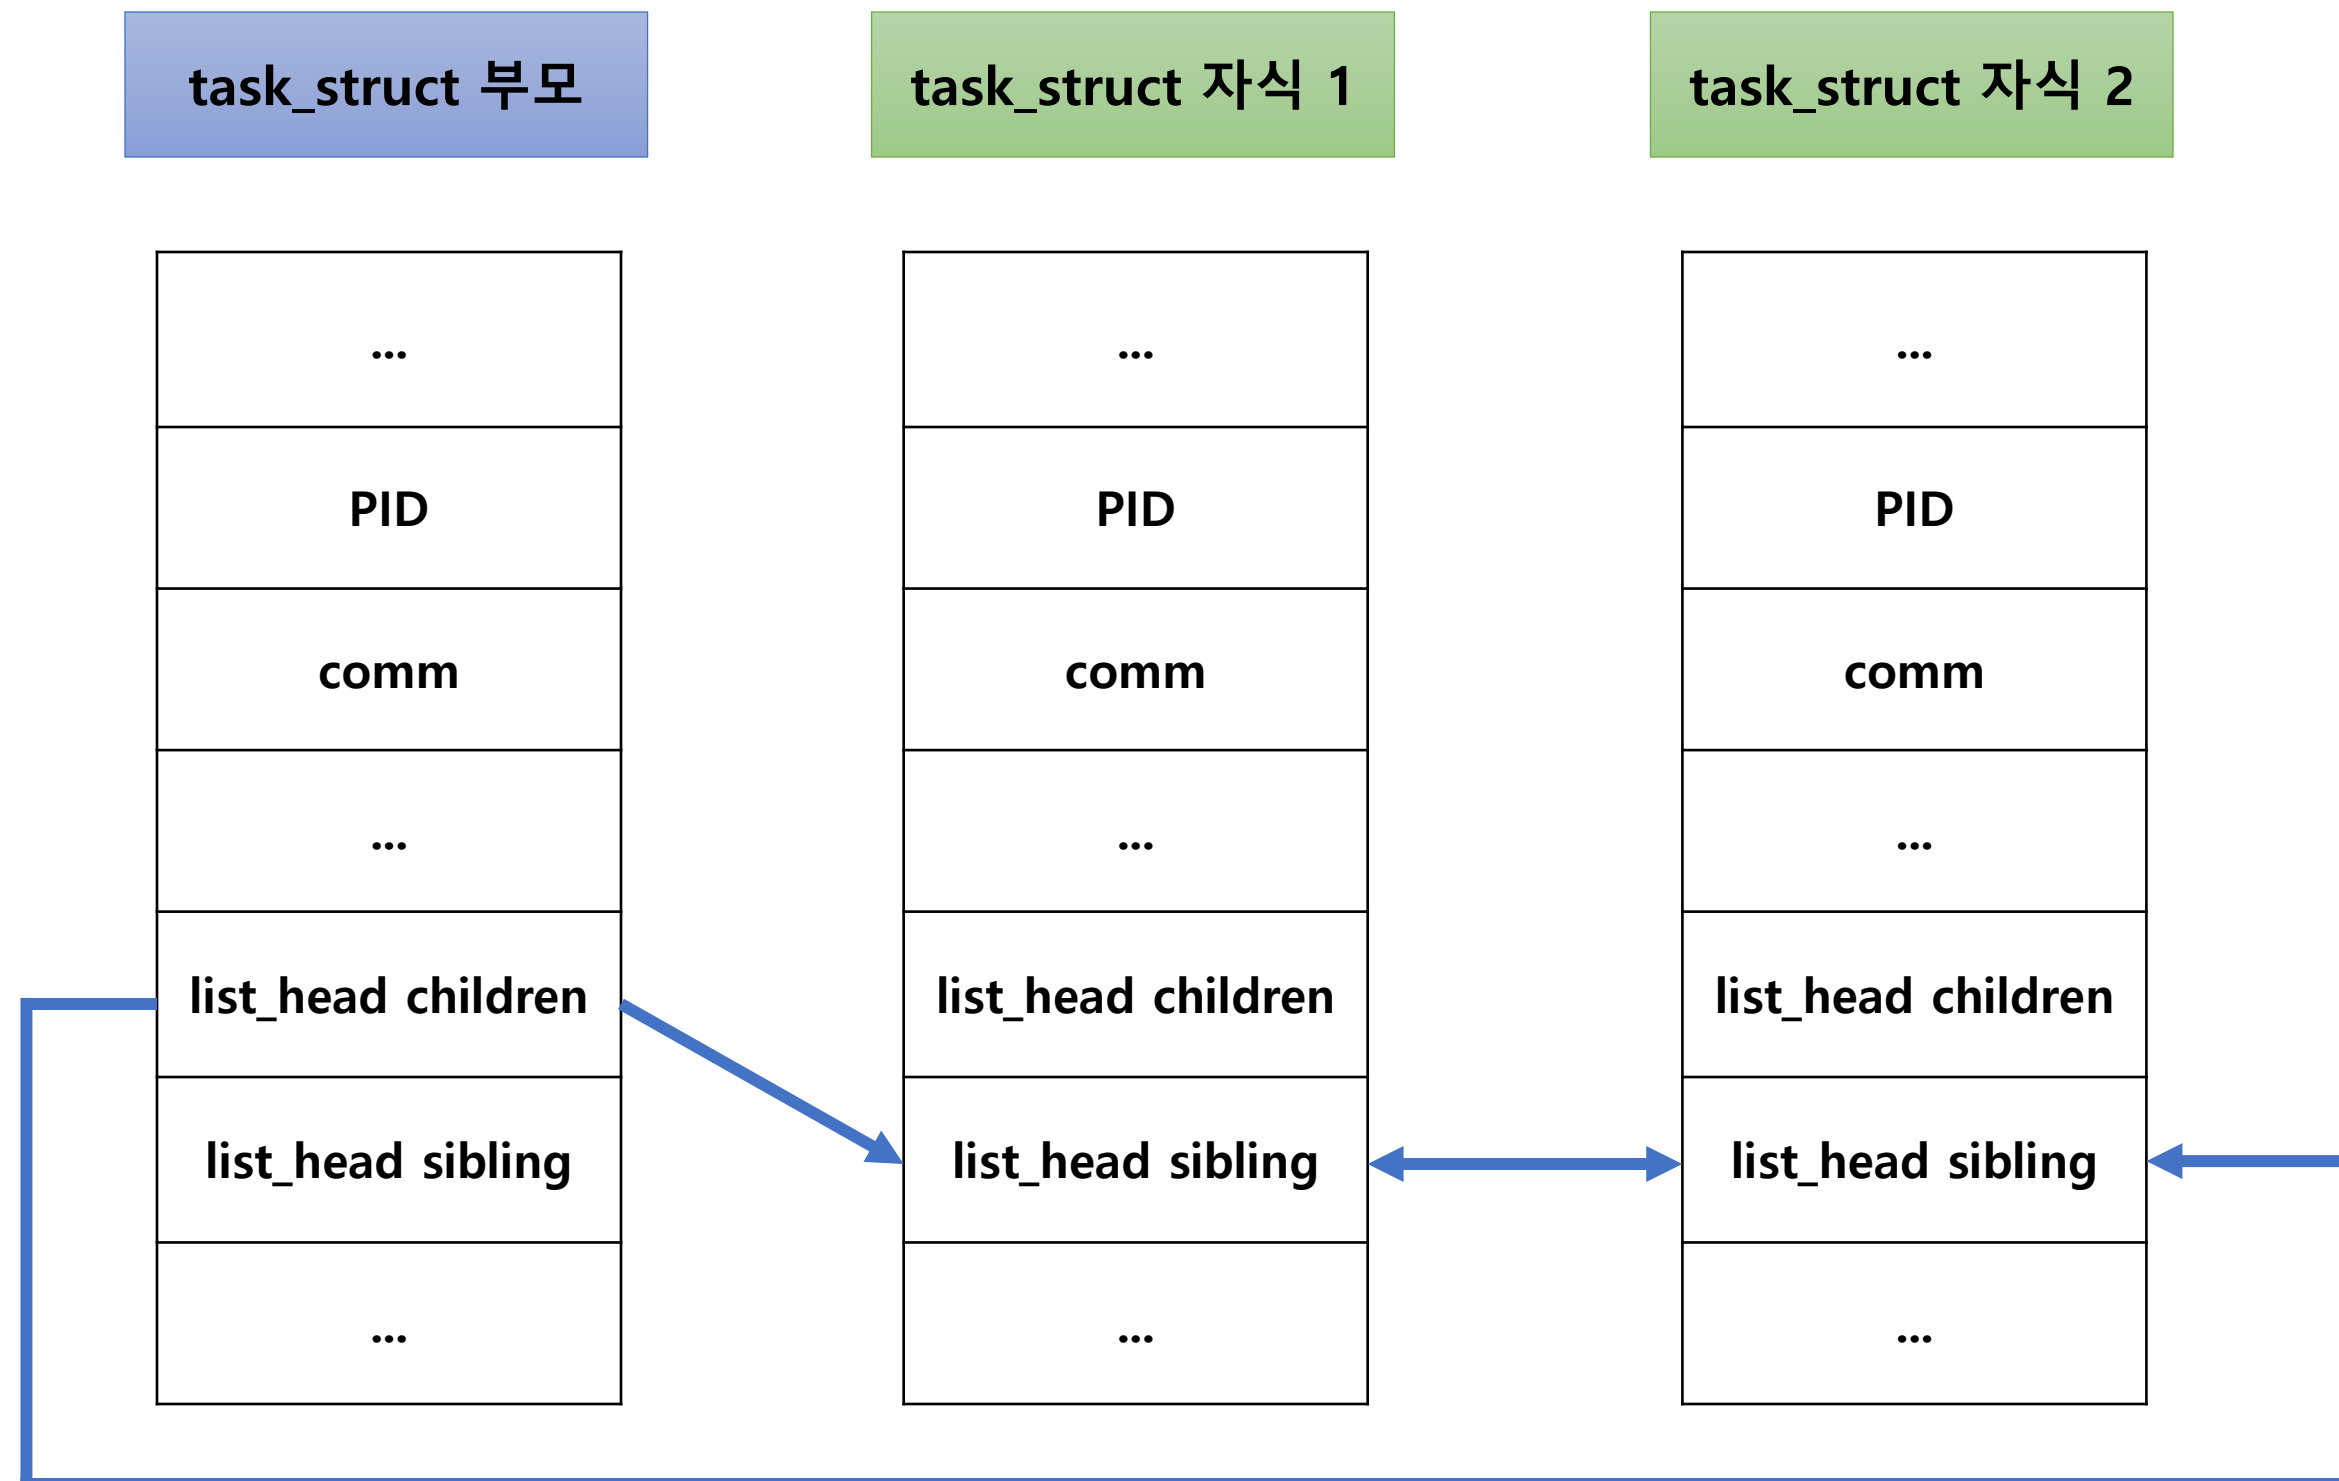 task_struct 부모
task_struct 자식 1
task_struct 자식 2
...
PID
comm
...
list_head children
list_head sibling
...
...
PID
comm
...
list_head children
list_head sibling
...
...
PID
comm
...
list_head children
list_head sibling
...